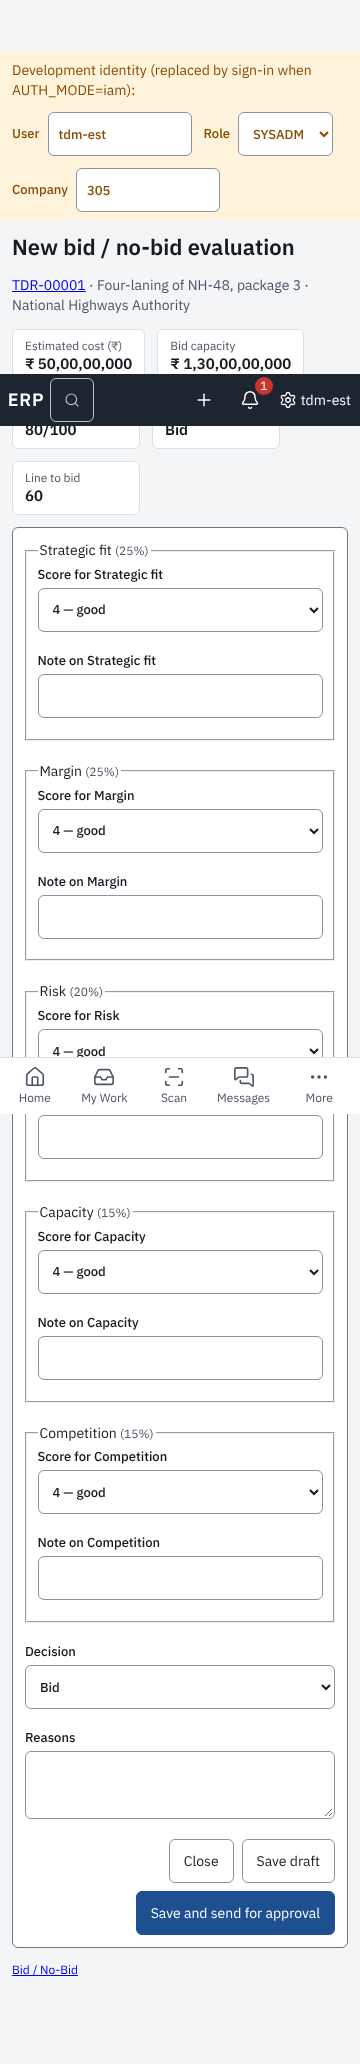 Development identity (replaced by sign-in when
AUTH_MODE=iam):
User tdm-est Role SYSADM
Company 305
New bid / no-bid evaluation
TDR-00001 · Four-laning of NH-48, package 3 ·
National Highways Authority
Estimated cost (₹) Bid capacity
₹ 50,00,00,000 ₹ 1,30,00,00,000
ERP 1 tdm-est
80/100 Bid
Line to bid
60
Strategic fit (25%)
Score for Strategic fit
4 — good
Note on Strategic fit
Margin (25%)
Score for Margin
4 — good
Note on Margin
Risk (20%)
Score for Risk
4 — good
Home My Work Scan Messages More
Capacity (15%)
Score for Capacity
4 — good
Note on Capacity
Competition (15%)
Score for Competition
4 — good
Note on Competition
Decision
Bid
Reasons
Close Save draft
Save and send for approval
Bid / No-Bid